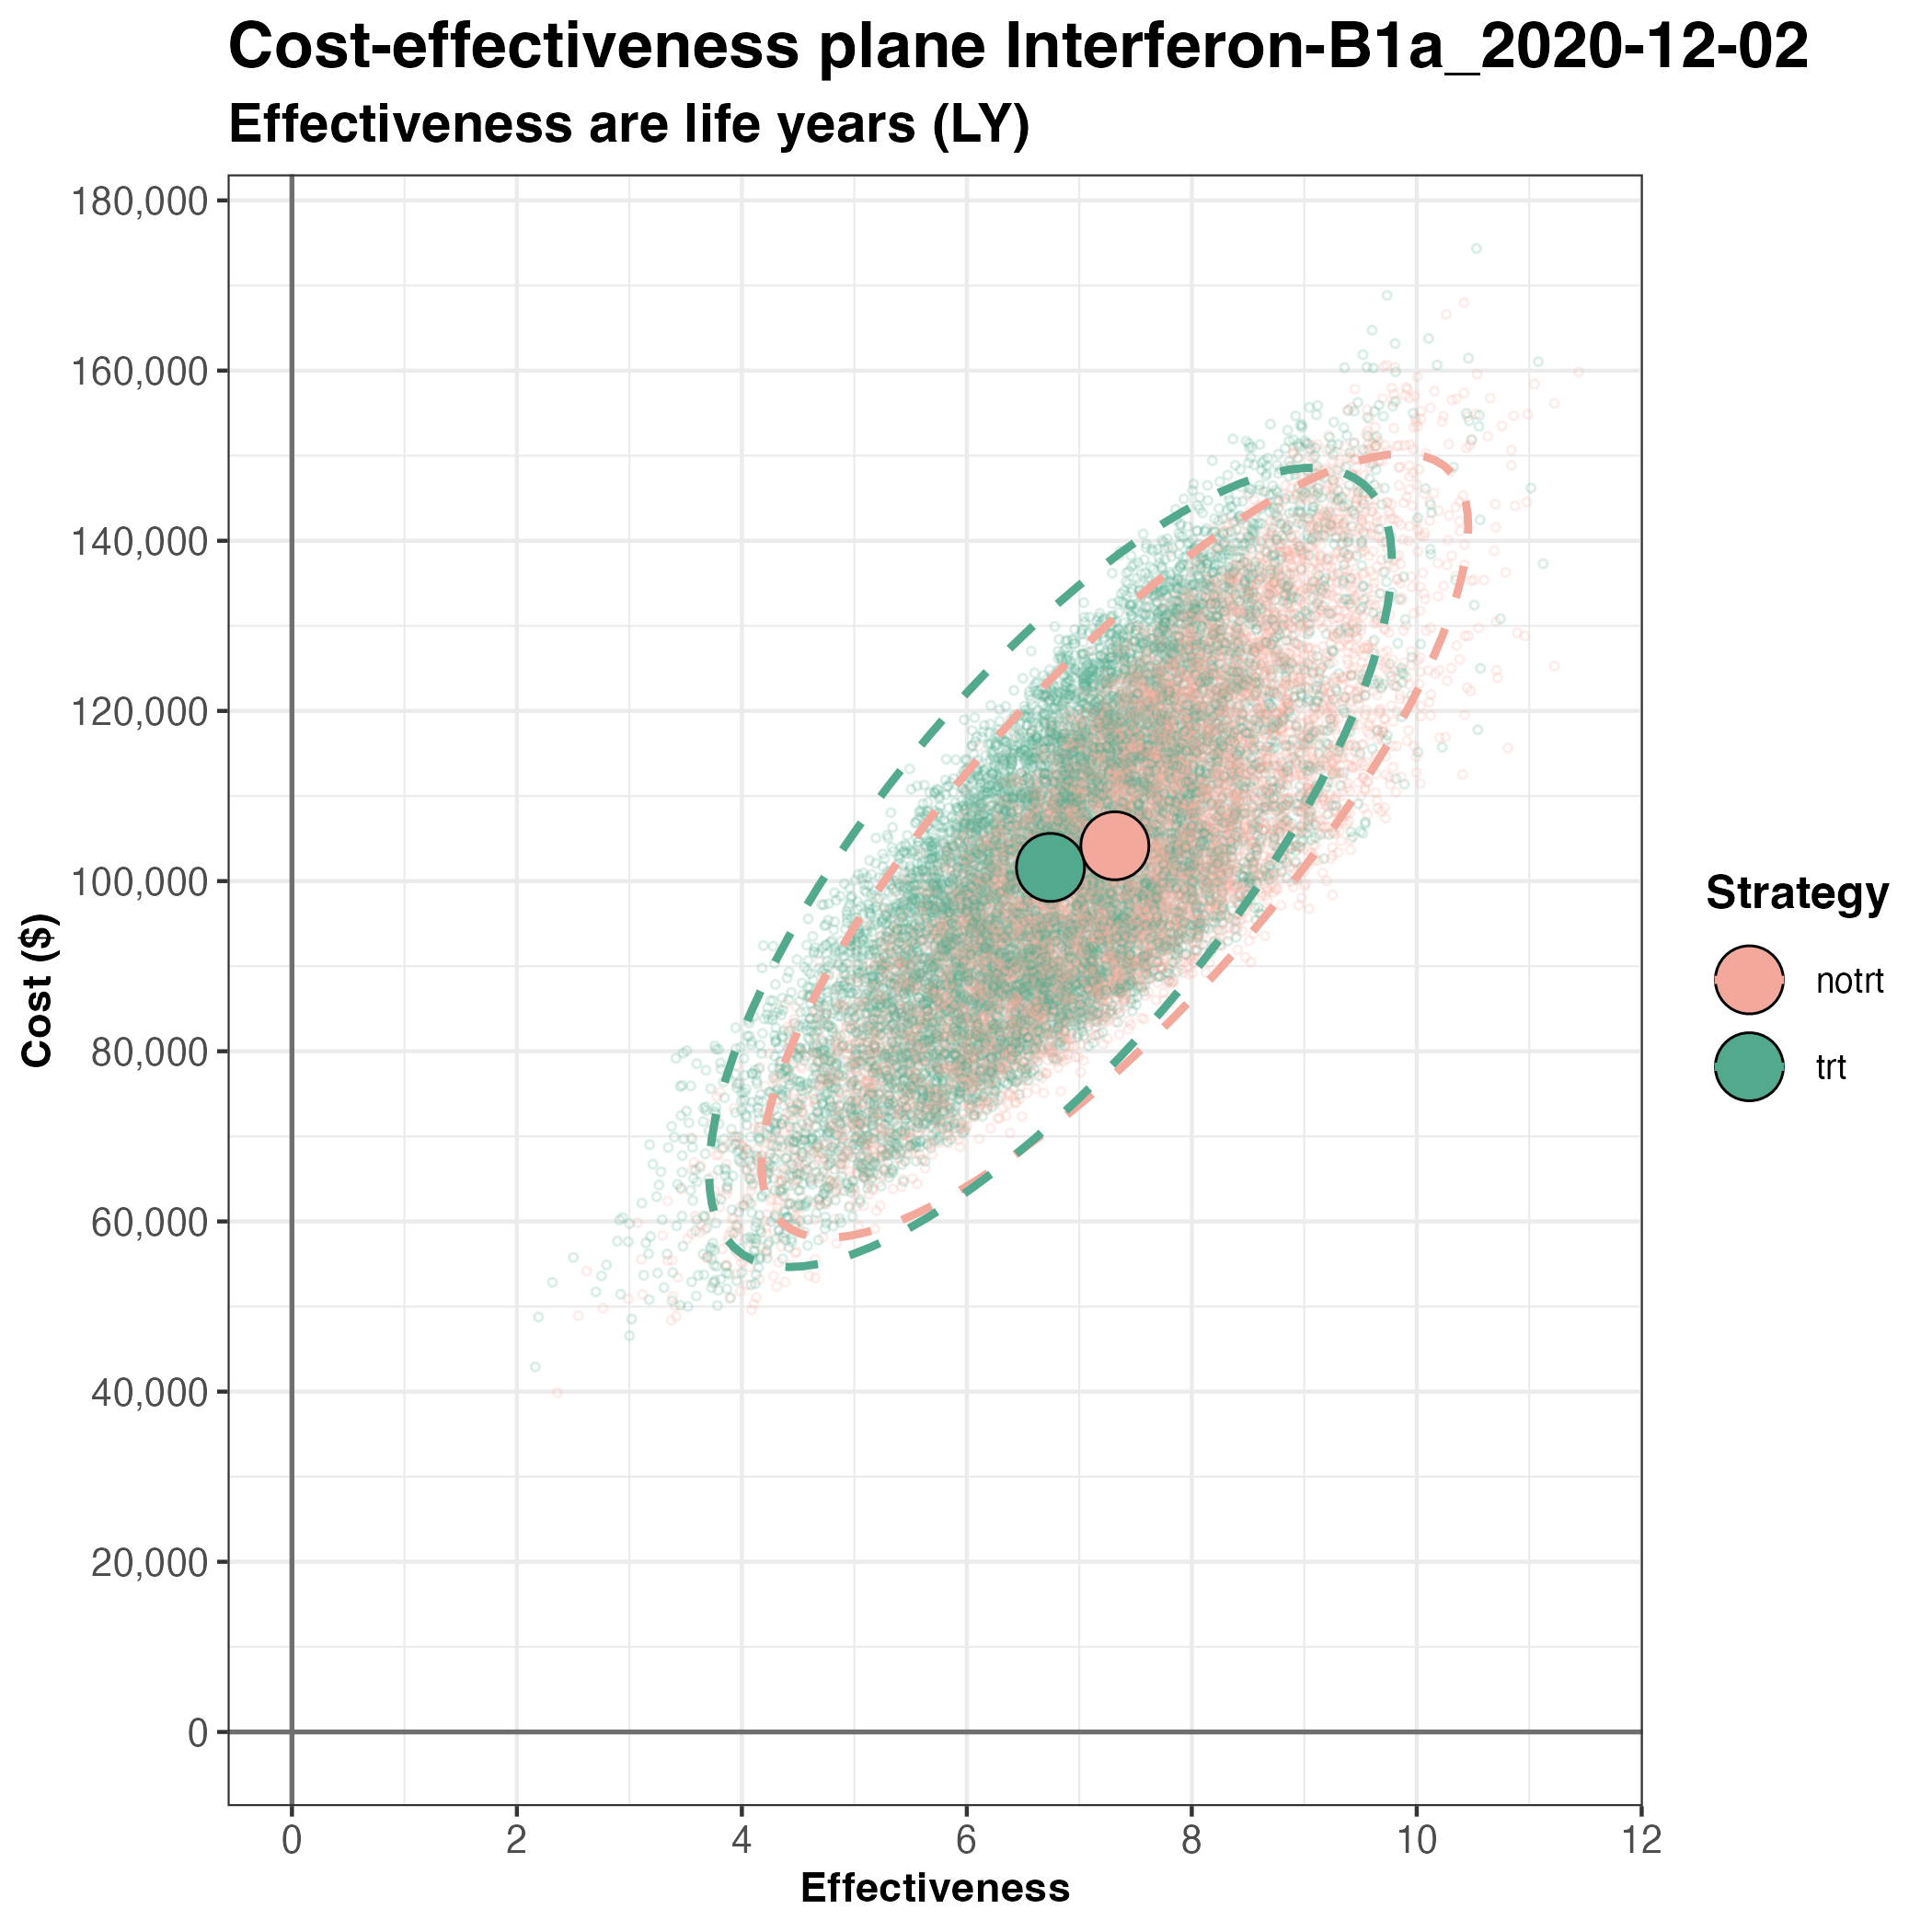 Cost-effectiveness plane Interferon-B1a_2020-12-02
Effectiveness are life years (LY)
180,000
160,000
140,000
120,000
100,000
80,000
60,000
40,000
20,000
0
Cost ($)
0 2 4 6 8 10 12
Effectiveness
Strategy
notrt
trt